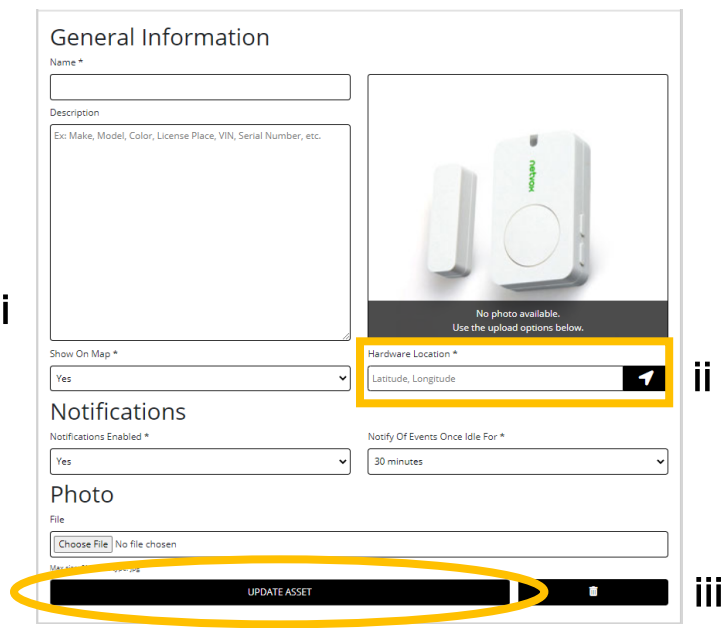 General Information
Name *
Description
Ex: Make, Model, Color, License Place, VIN, Serial Number, etc.
netvox
No photo available.
Use the upload options below.
i
Show On Map *
Hardware Location *
Yes
Latitude, Longitude
ii
Notifications
Notifications Enabled *
Notify Of Events Once Idle For *
Yes
30 minutes
Photo
File
Choose File No file chosen
UPDATE ASSET
iii